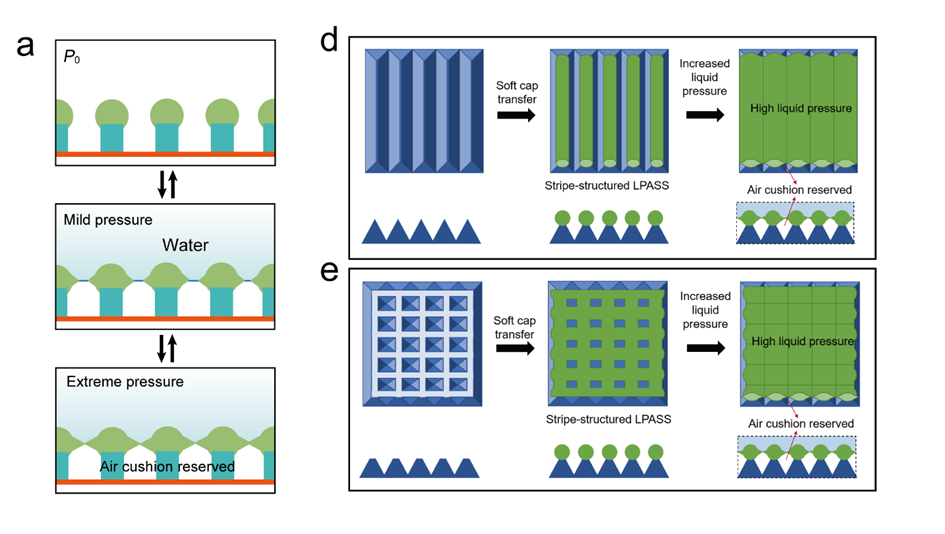 a
P0
Mild pressure
Water
Extreme pressure
Air cushion reserved
d
Soft cap
transfer
Increased
liquid
pressure
High liquid pressure
Stripe-structured LPASS
Air cushion reserved
e
Soft cap
transfer
Increased
liquid
pressure
High liquid pressure
Stripe-structured LPASS
Air cushion reserved